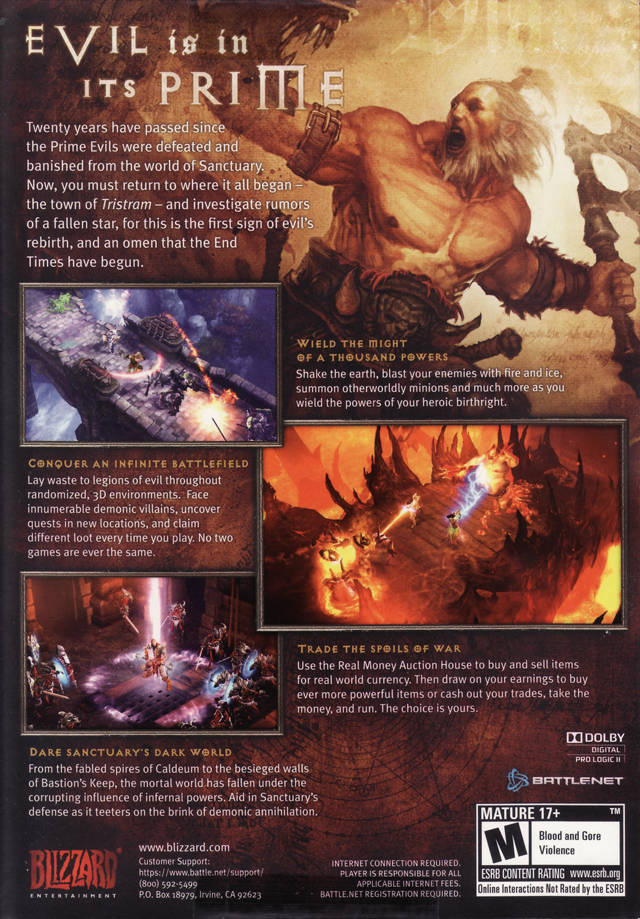 EVIL is in
ITS PRIME
Twenty years have passed since
the Prime Evils were defeated and
banished from the world of Sanctuary.
Now, you must return to where it all began –
the town of Tristram – and investigate rumors
of a fallen star, for this is the first sign of evil's
rebirth, and an omen that the End
Times have begun.
WIELD THE MIGHT
OF A THOUSAND POWERS
Shake the earth, blast your enemies with fire and ice,
summon otherworldly minions and much more as you
wield the powers of your heroic birthright.
CONQUER AN INFINITE BATTLEFIELD
Lay waste to legions of evil throughout
randomized, 3D environments. Face
innumerable demonic villains, uncover
quests in new locations, and claim
different loot every time you play. No two
games are ever the same.
TRADE THE SPOILS OF WAR
Use the Real Money Auction House to buy and sell items
for real world currency. Then draw on your earnings to buy
ever more powerful items or cash out your trades, take the
money, and run. The choice is yours.
DARE SANCTUARY'S DARK WORLD
From the fabled spires of Caldeum to the besieged walls
of Bastion's Keep, the mortal world has fallen under the
corrupting influence of infernal powers. Aid in Sanctuary's
defense as it teeters on the brink of demonic annihilation.
DOLBY
DIGITAL
PRO LOGIC II
BATTLE.NET
BLIZZARD
ENTERTAINMENT
www.blizzard.com
Customer Support:
https://www.battle.net/support/
(800) 592-5499
P.O. Box 18979, Irvine, CA 92623
INTERNET CONNECTION REQUIRED.
PLAYER IS RESPONSIBLE FOR ALL
APPLICABLE INTERNET FEES.
BATTLE.NET REGISTRATION REQUIRED.
MATURE 17+ TM
M
Blood and Gore
Violence
ESRB CONTENT RATING www.esrb.org
Online Interactions Not Rated by the ESRB